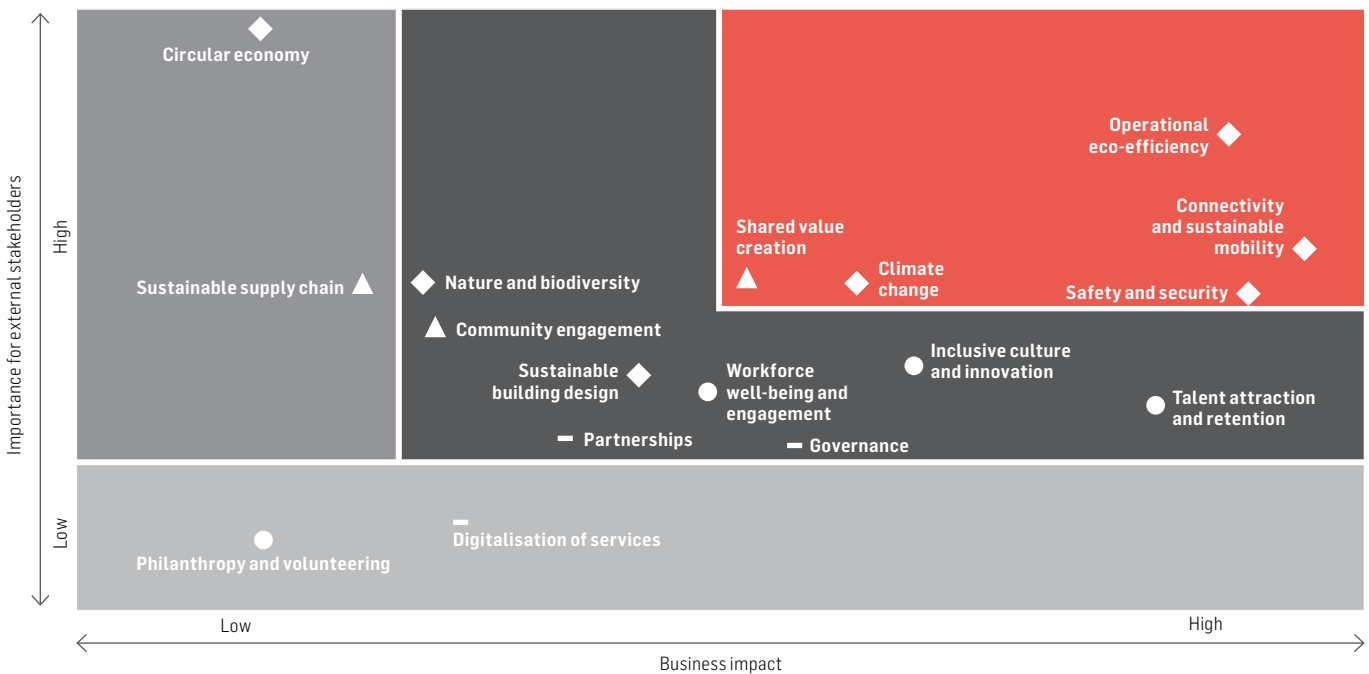 Circular economy
Operational
eco-efficiency
Connectivity
and sustainable
mobility
Shared value
creation
Climate
change
Safety and security
Sustainable supply chain
Nature and biodiversity
Community engagement
Sustainable
building design
Workforce
well-being and
engagement
Inclusive culture
and innovation
Talent attraction
and retention
Partnerships
Governance
Digitalisation of services
Philanthropy and volunteering
Importance for external stakeholders
High
Low
Low
High
Business impact